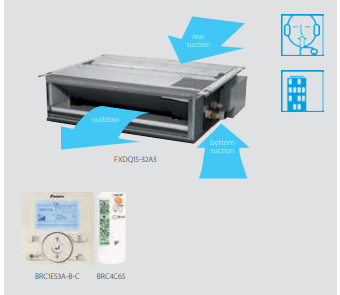 rear
suction
outblow
bottom
suction
FXDQ15-32A3
BRC1E53A-B-C
BRC4C65